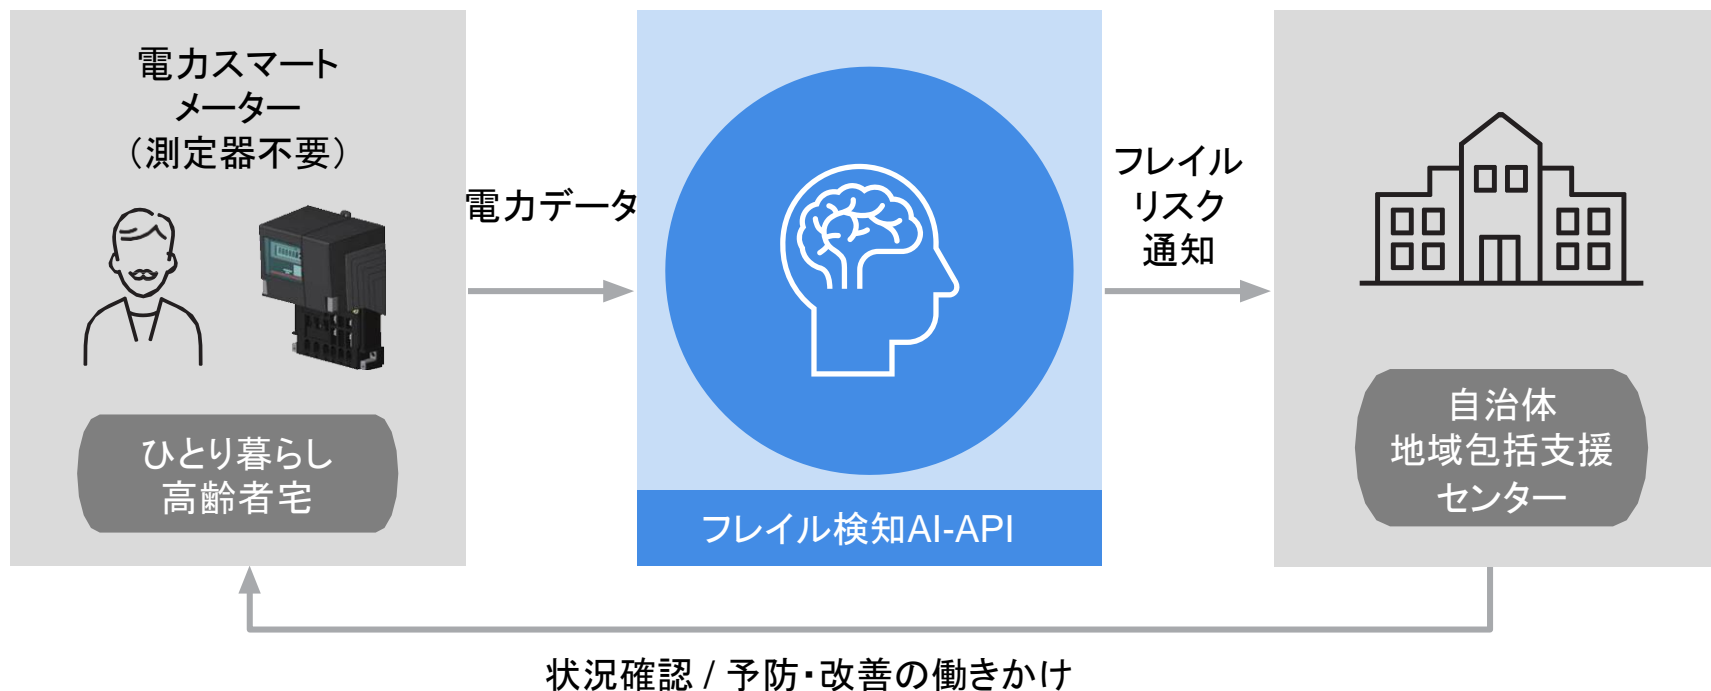 電力スマート
メーター
（測定器不要）
ひとり暮らし
高齢者宅
電力データ
フレイル検知AI-API
フレイル
リスク
通知
自治体
地域包括支援
センター
状況確認 / 予防・改善の働きかけ